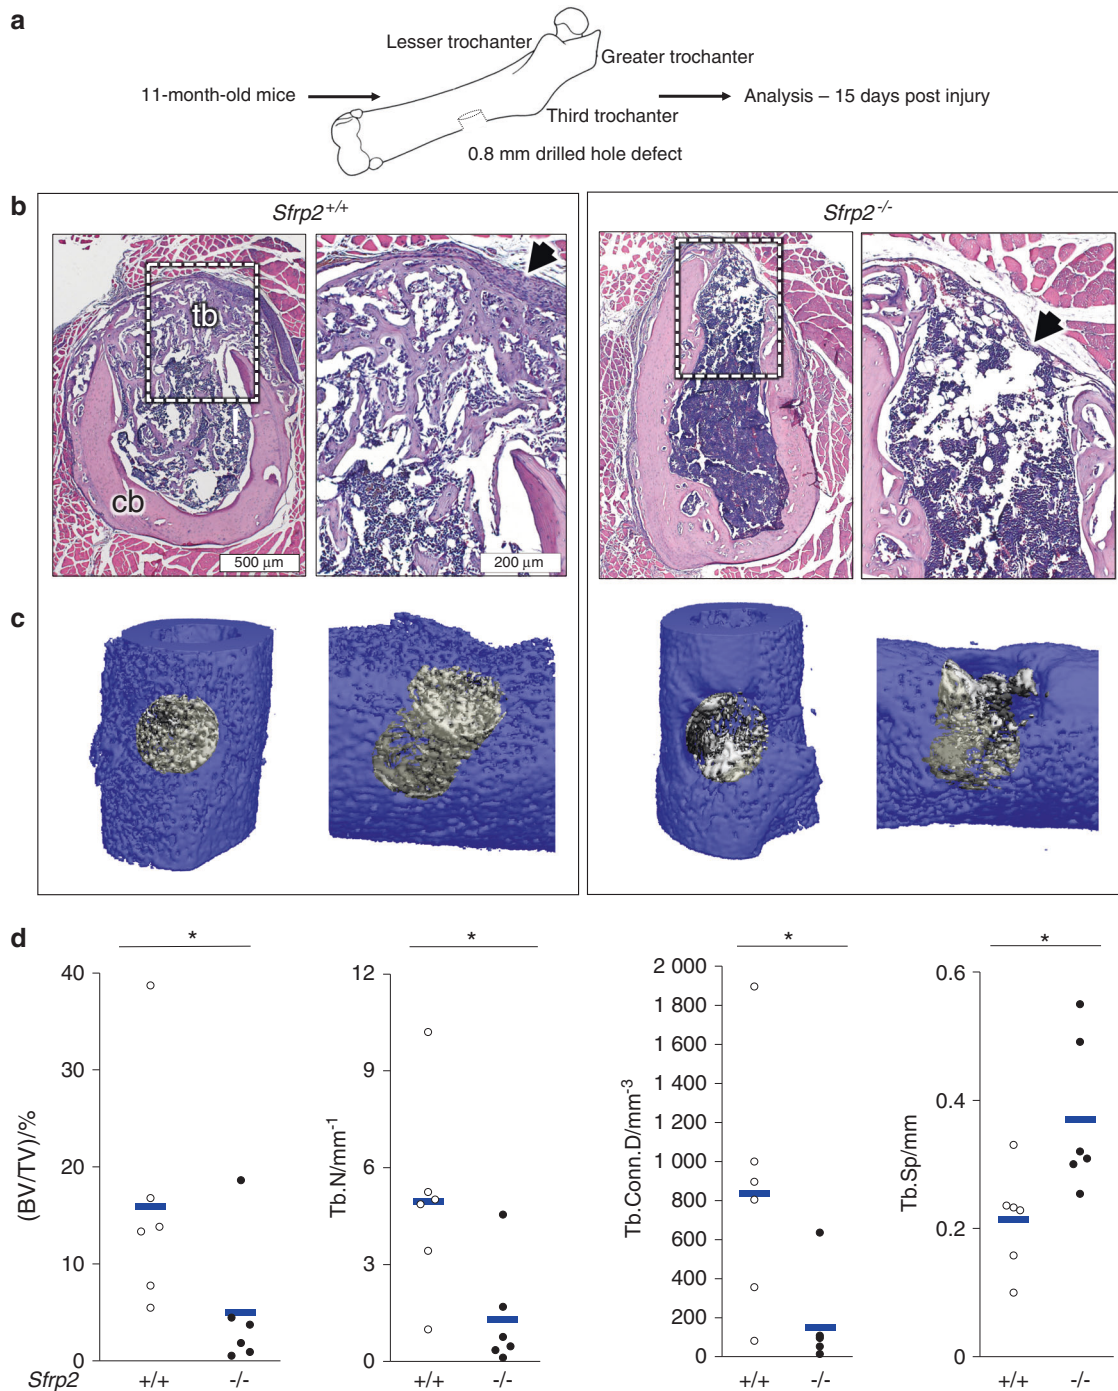 a
Lesser trochanter
Greater trochanter
11-month-old mice
Analysis – 15 days post injury
Third trochanter
0.8 mm drilled hole defect
b
Sfrp2+/+
Sfrp2-/-
tb
cb
500 µm
200 µm
c
d
*
*
*
*
(BV/TV)/%
40
30
20
10
0
Tb.N/mm-1
12
9
6
3
0
Tb.Conn.D/mm-3
2 000
1 800
1 600
1 400
1 200
1 000
800
600
400
200
0
Tb.Sp/mm
0.6
0.4
0.2
0
Sfrp2 +/+ -/- +/+ -/- +/+ -/- +/+ -/-